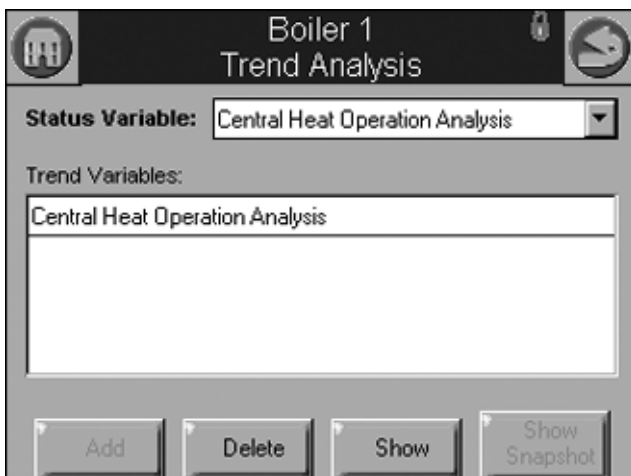 Boiler 1
Trend Analysis
Status Variable: Central Heat Operation Analysis
Trend Variables:
Central Heat Operation Analysis
Add Delete Show Show
Snapshot